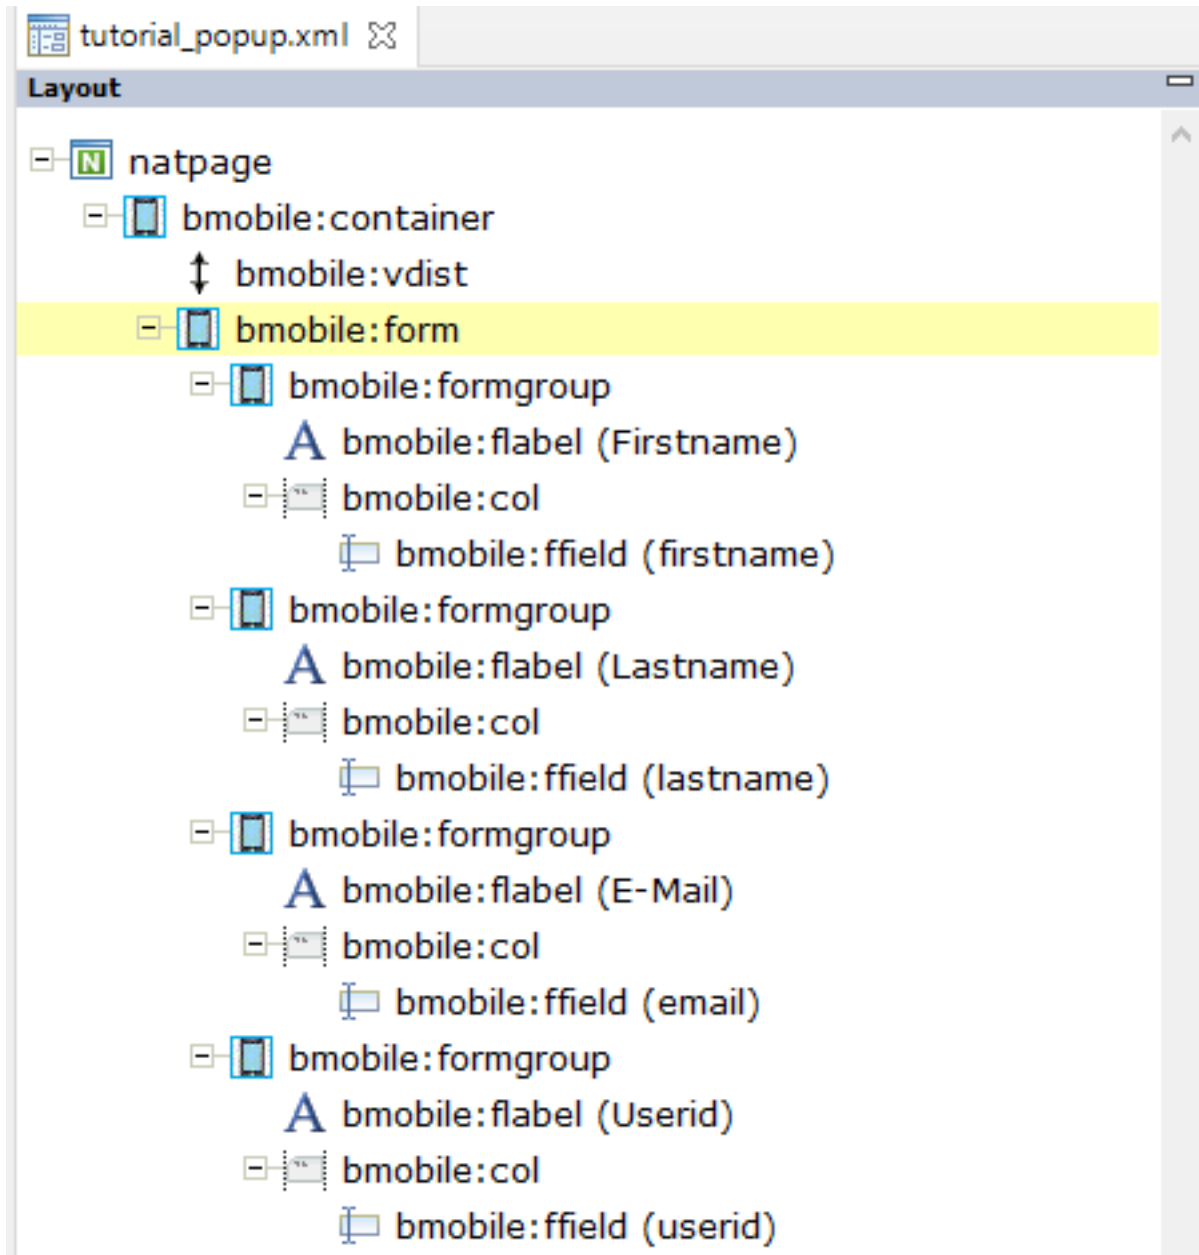 tutorial_popup.xml
Layout
natpage
bmobile:container
bmobile:vdist
bmobile:form
bmobile:formgroup
bmobile:flabel (Firstname)
bmobile:col
bmobile:ffield (firstname)
bmobile:formgroup
bmobile:flabel (Lastname)
bmobile:col
bmobile:ffield (lastname)
bmobile:formgroup
bmobile:flabel (E-Mail)
bmobile:col
bmobile:ffield (email)
bmobile:formgroup
bmobile:flabel (Userid)
bmobile:col
bmobile:ffield (userid)